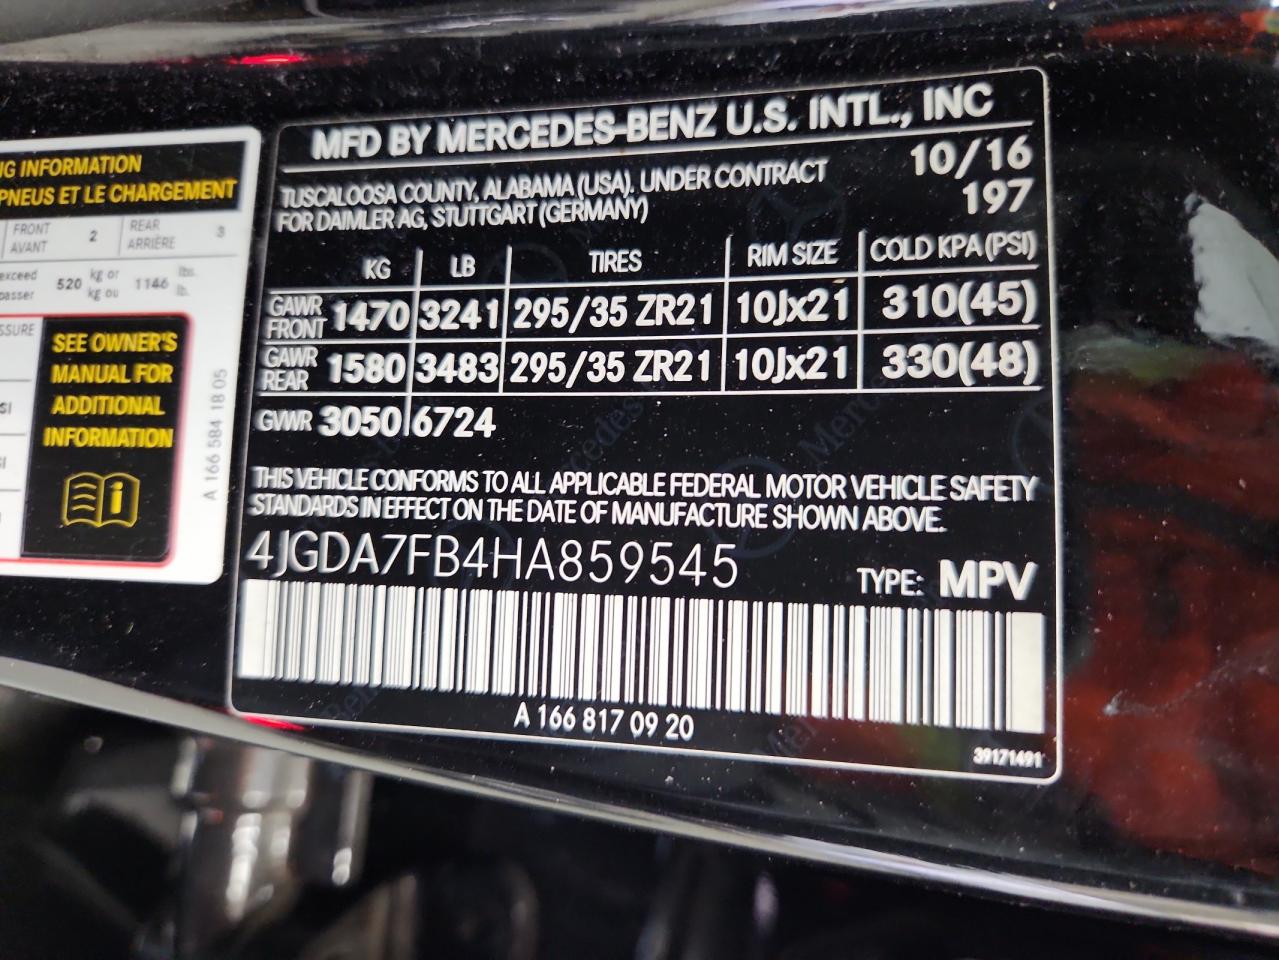 NG INFORMATION
PNEUS ET LE CHARGEMENT
FRONT
AVANT
2
REAR
ARRIÈRE
3
exceed
passer
520
kg or
kg ou
1146
lbs.
lb.
SSURE
SEE OWNER'S
MANUAL FOR
ADDITIONAL
INFORMATION
A 166 584 18 05
MFD BY MERCEDES-BENZ U.S. INTL., INC
TUSCALOOSA COUNTY, ALABAMA (USA). UNDER CONTRACT
FOR DAIMLER AG, STUTTGART (GERMANY)
10/16
197
KG LB TIRES RIM SIZE COLD KPA (PSI)
GAWR FRONT 1470 3241 295/35 ZR21 10Jx21 310(45)
GAWR REAR 1580 3483 295/35 ZR21 10Jx21 330(48)
GVWR 3050 6724
THIS VEHICLE CONFORMS TO ALL APPLICABLE FEDERAL MOTOR VEHICLE SAFETY
STANDARDS IN EFFECT ON THE DATE OF MANUFACTURE SHOWN ABOVE.
4JGDA7FB4HA859545 TYPE: MPV
A 166 817 09 20
39171491